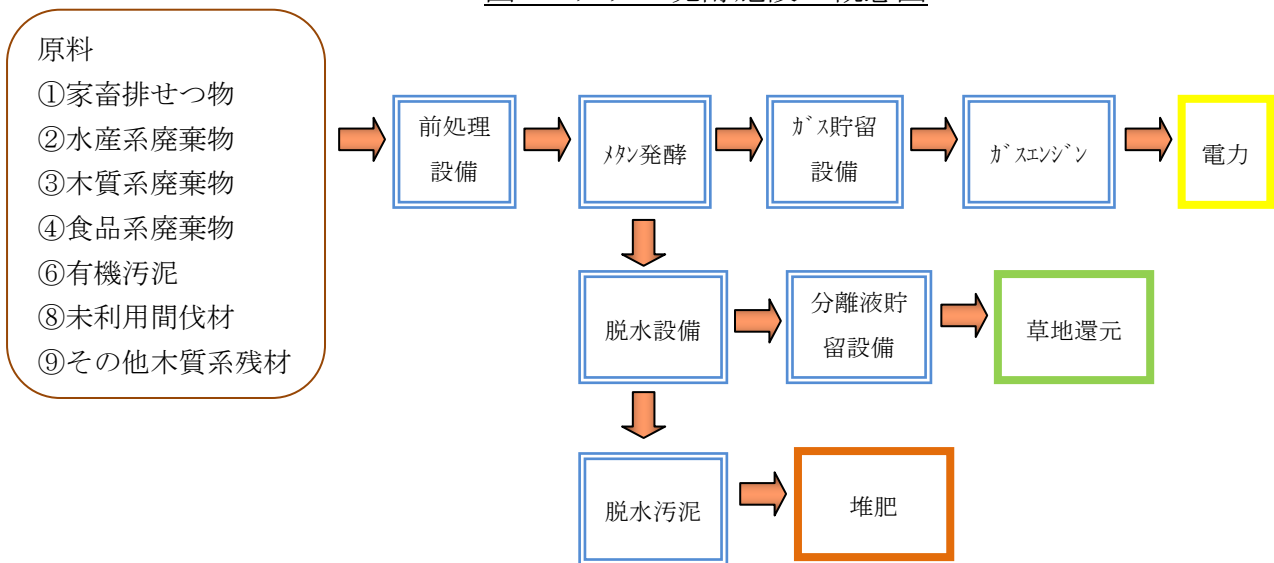 原料
①家畜排せつ物
②水産系廃棄物
③木質系廃棄物
④食品系廃棄物
⑥有機汚泥
⑧未利用間伐材
⑨その他木質系残材
前処理
設備
ﾒﾀﾝ発酵
ｶﾞｽ貯留
設備
ｶﾞｽｴﾝｼﾞﾝ
電力
脱水設備
分離液貯
留設備
草地還元
脱水汚泥
堆肥